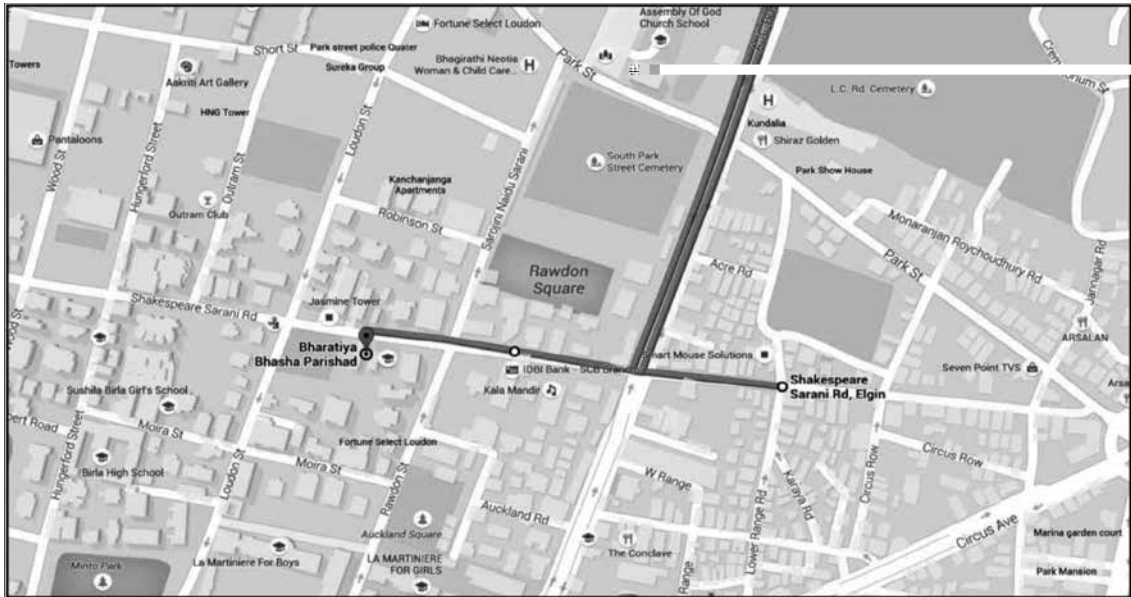 Fortune Select Loudon
Assembly Of God
Church School
Short St
Park street police Quater
Sureka Group
Bhagirathi Neotia
Woman & Child Care...
Park St
Towers
Aakriti Art Gallery
HNG Tower
L.C. Rd. Cemetery
Kundalia
Shiraz Golden
Pantaloons
Wood St
Hungerford Street
Outram St
Loudon St
South Park
Street Cemetery
Park Show House
Kanchanjanga
Apartments
Outram Club
Robinson St
Sarojini Naidu Sarani
Monaranjan Roychoudhury Rd
Park St
Jannagar Rd
Rawdon
Square
Acre Rd
Shakespeare Sarani Rd
Jasmine Tower
Bharatiya
Bhasha Parishad
IDBI Bank - SCB Branch
Smart Mouse Solutions
ARSALAN
Seven Point TVS
Wood St
Sushila Birla Girl's School
Kala Mandir
Shakespeare
Sarani Rd, Elgin
Moira St
Fortune Select Loudon
Birla High School
Hungerford Street
Moira St
Loudon St
Rawdon St
W Range
Lower Range Rd
Karaya Rd
Circus Row
Circus Row
Auckland Rd
Auckland Square
Circus Ave
The Conclave
Marina garden court
Minto Park
La Martiniere For Boys
LA MARTINIERE
FOR GIRLS
Range
Park Mansion